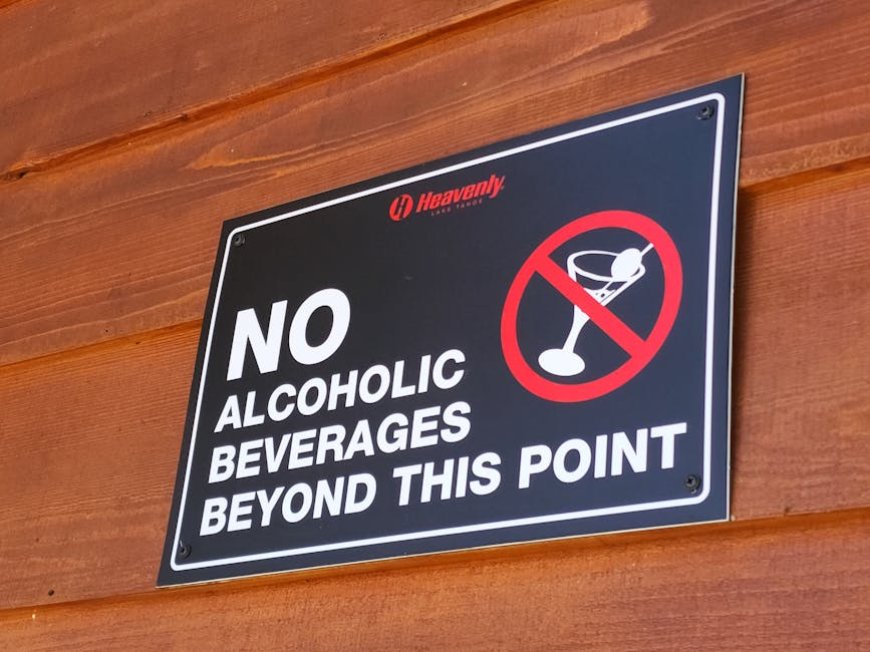 Heavenly
LAKE TAHOE
NO
ALCOHOLIC
BEVERAGES
BEYOND THIS POINT